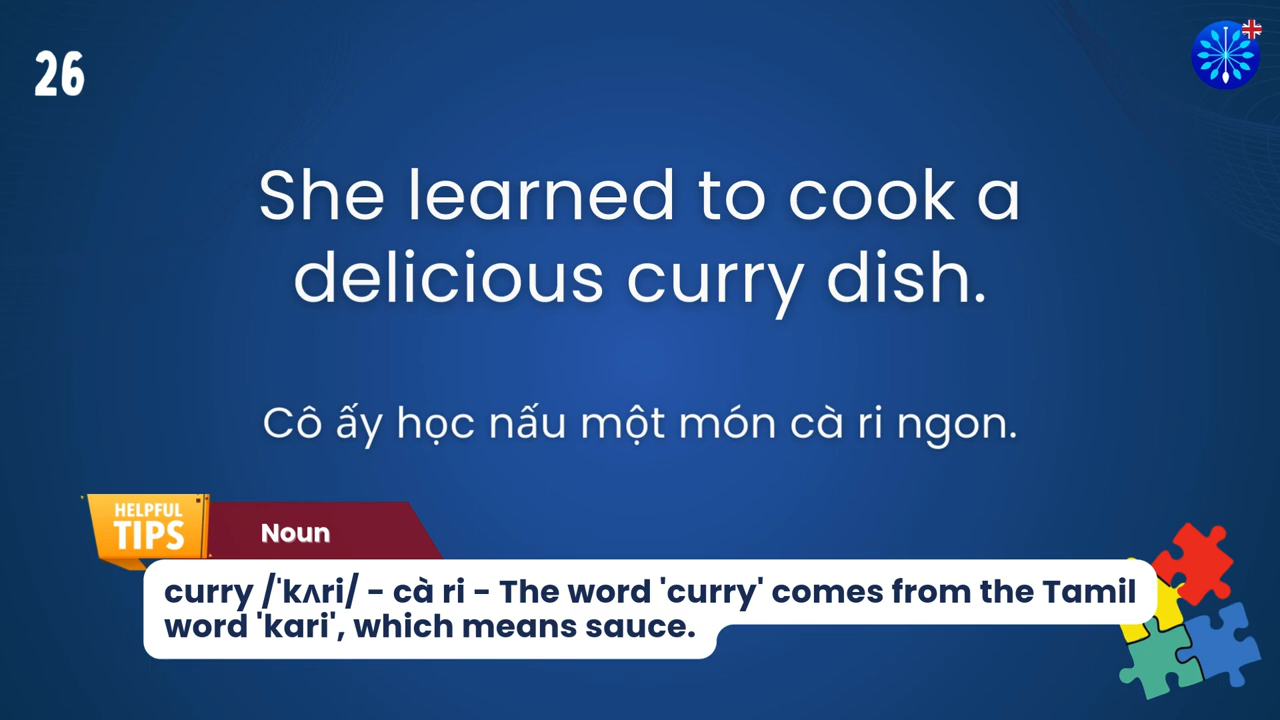 26
She learned to cook a
delicious curry dish.
Cô ấy học nấu một món cà ri ngon.
HELPFUL
TIPS
Noun
curry /ˈkʌri/ - cà ri - The word 'curry' comes from the Tamil
word 'kari', which means sauce.